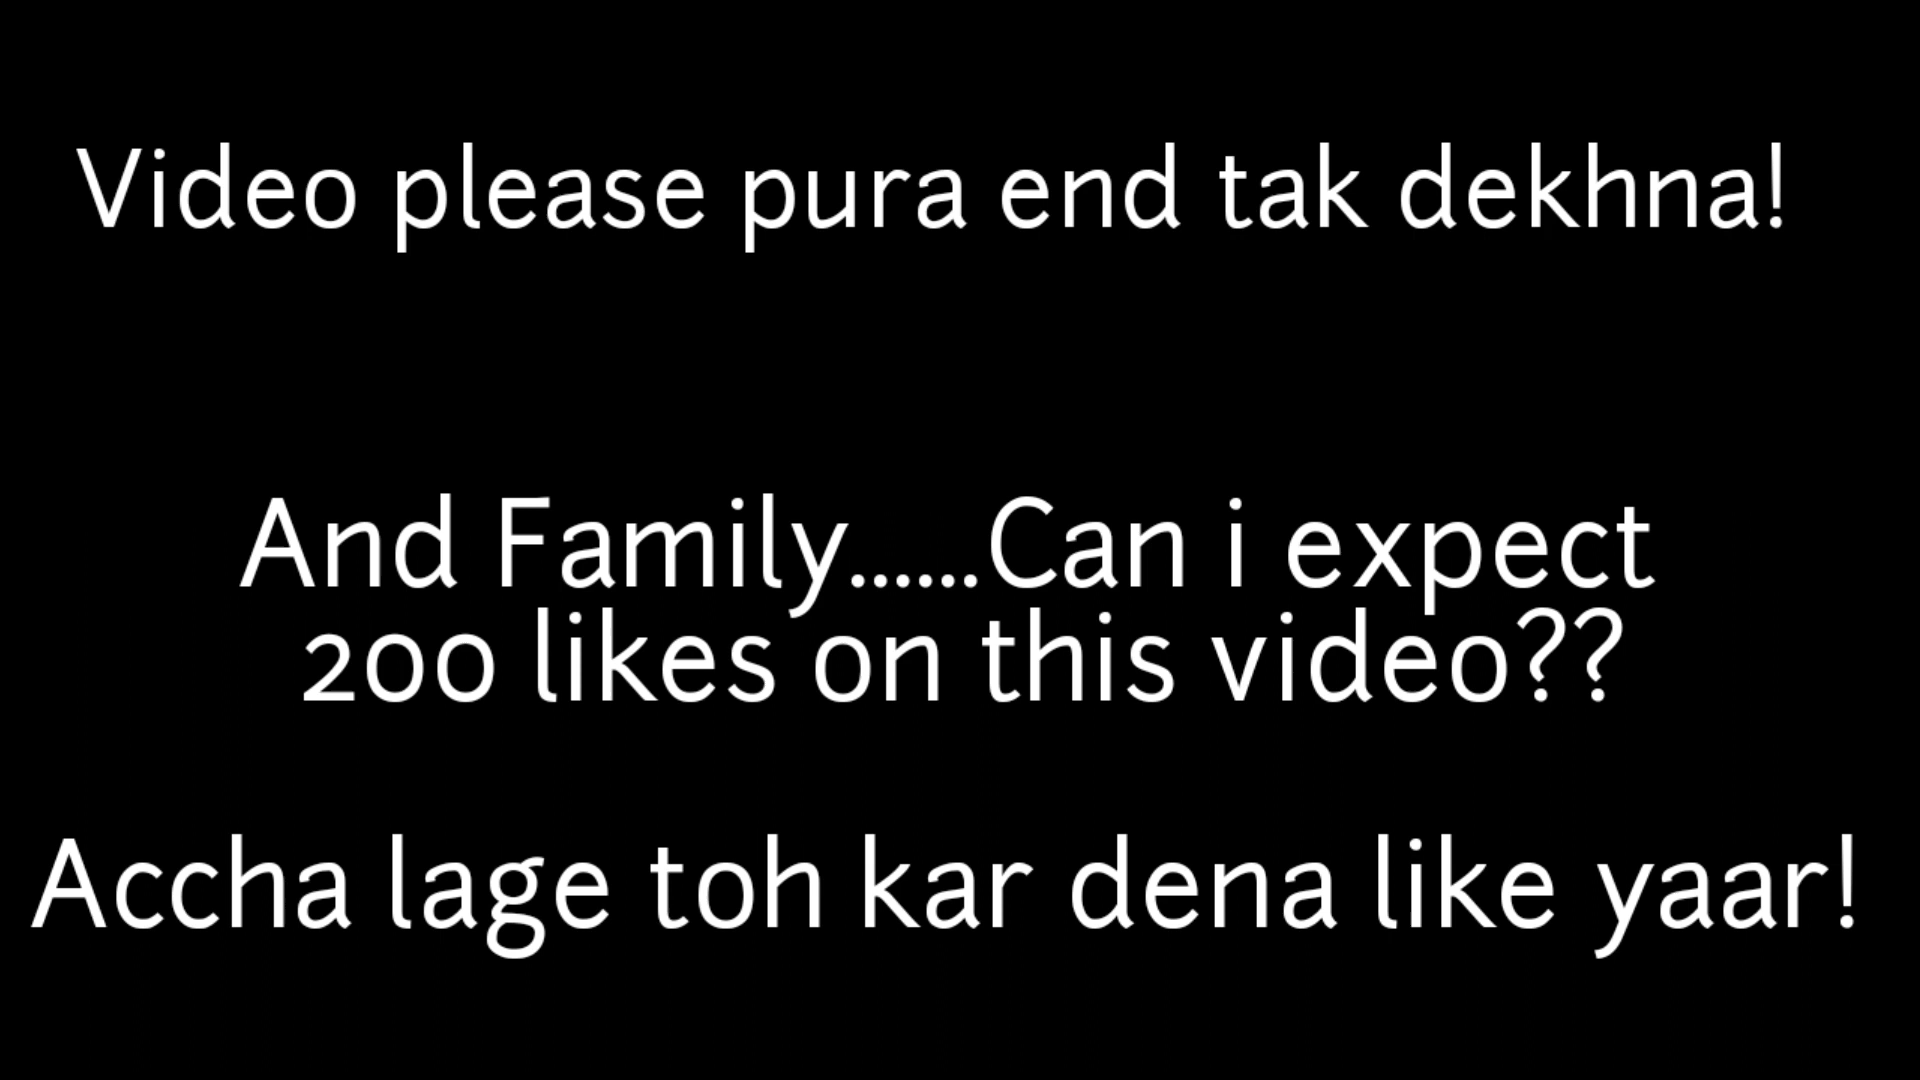 Video please pura end tak dekhna!
And Family......Can i expect
200 likes on this video??
Accha lage toh kar dena like yaar!